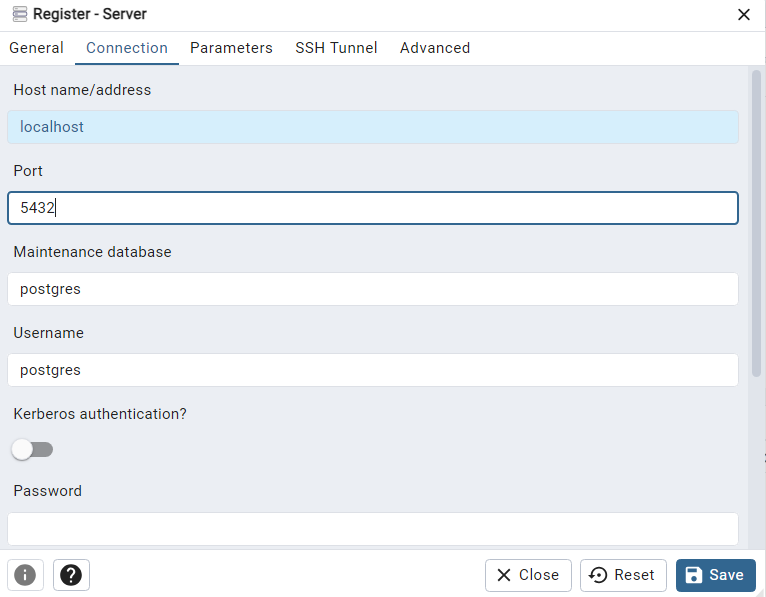 Register - Server
General Connection Parameters SSH Tunnel Advanced
Host name/address
localhost
Port
5432
Maintenance database
postgres
Username
postgres
Kerberos authentication?
Password
Close Reset Save